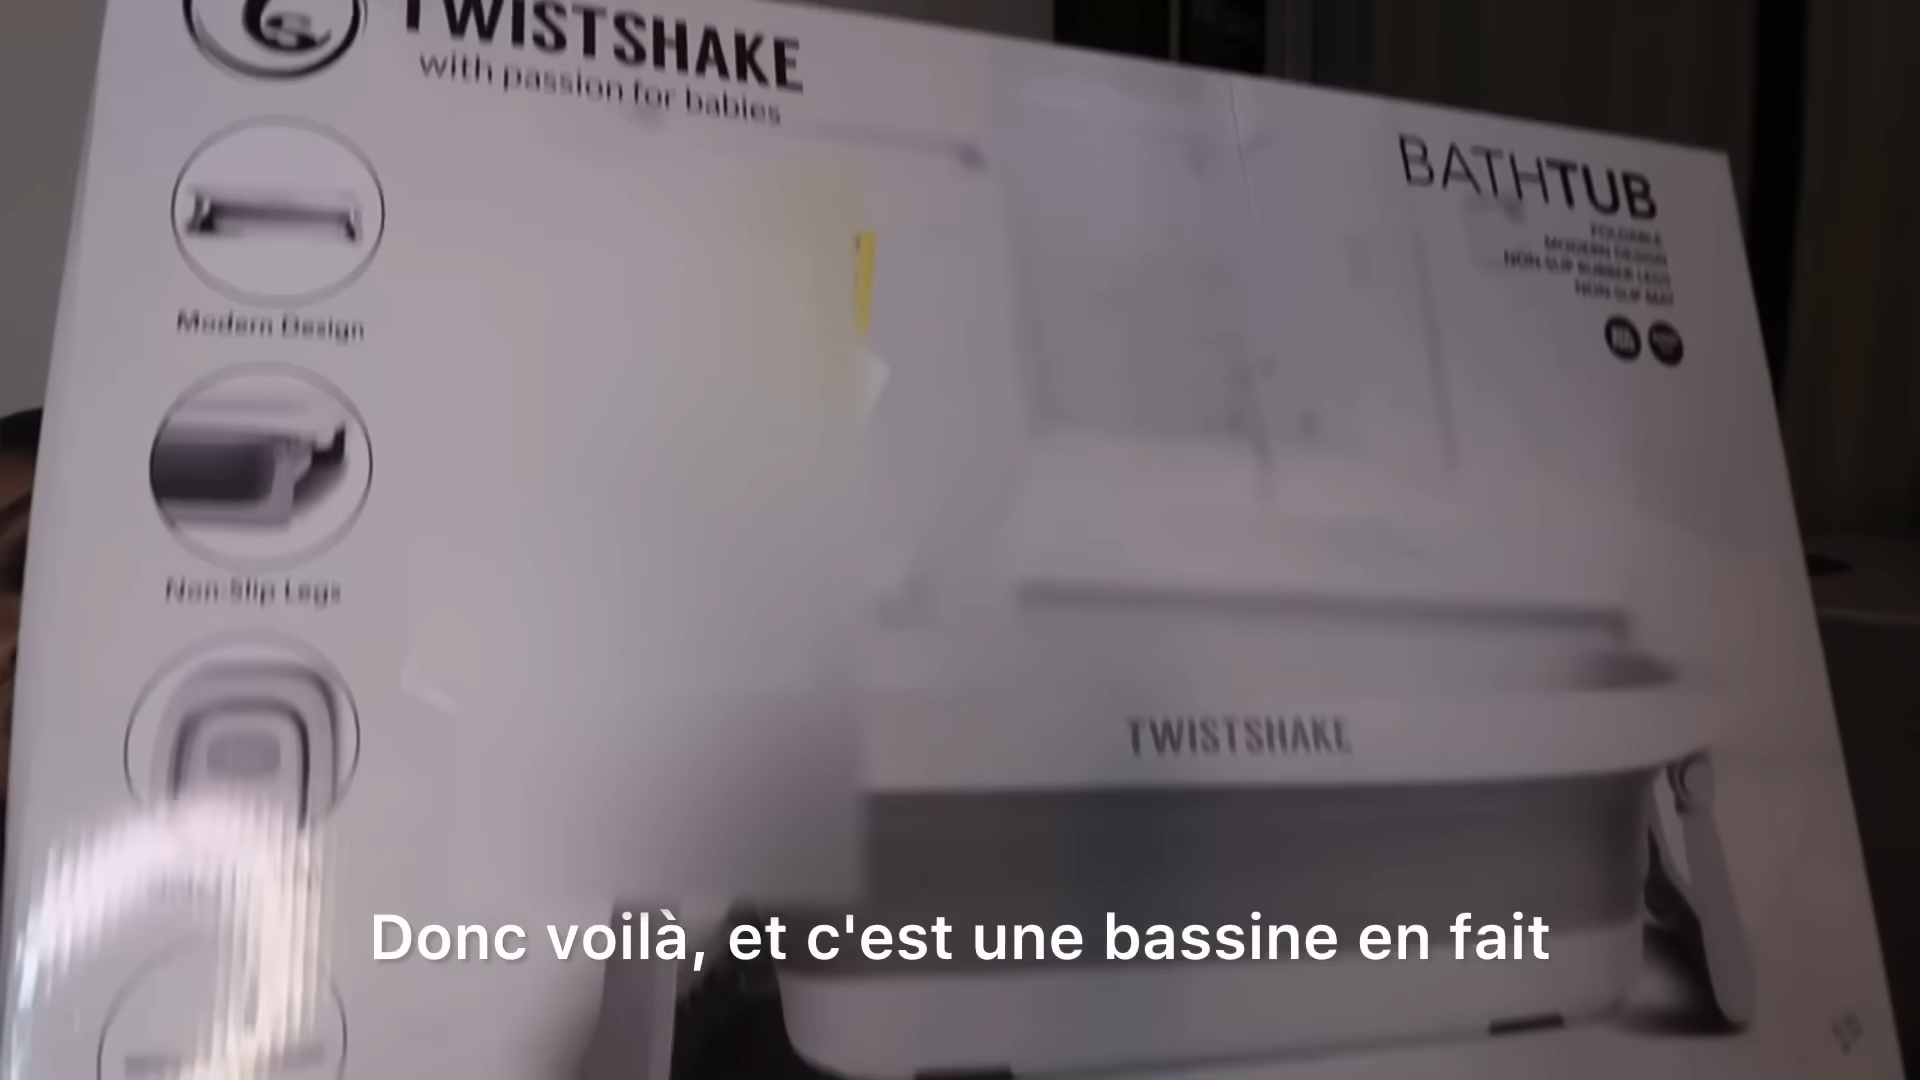 TWISTSHAKE
with passion for babies
Modern Design
Non-Slip Legs
BATHTUB
FOLDABLE
MODERN DESIGN
NON SLIP RUBBER LEGS
NON SLIP MAT
TWISTSHAKE
Donc voilà, et c'est une bassine en fait